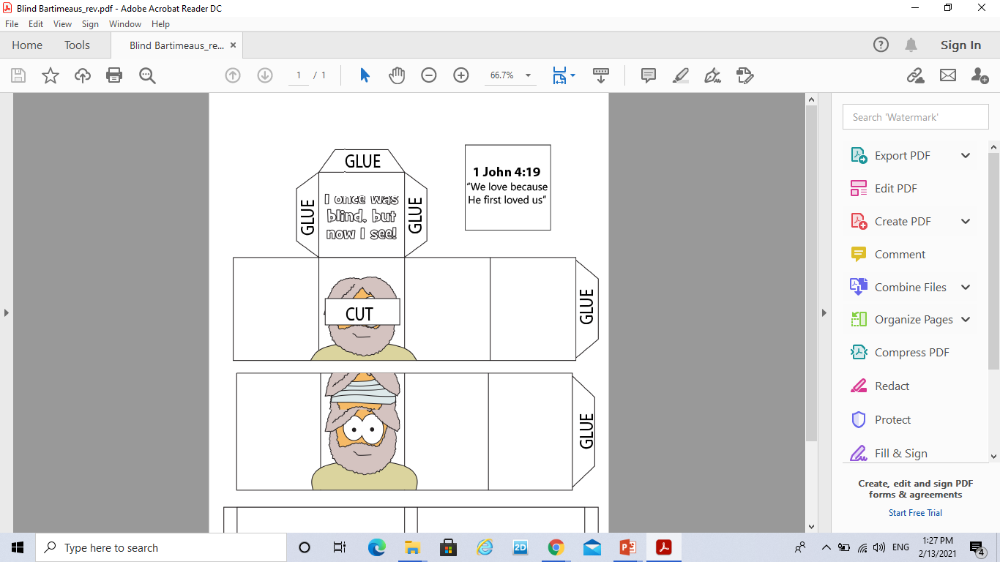 Blind Bartimeaus_rev.pdf - Adobe Acrobat Reader DC
File Edit View Sign Window Help
Home Tools Blind Bartimeaus_re... × Sign In
1 / 1 66.7%
Search 'Watermark'
Export PDF
Edit PDF
Create PDF
Comment
Combine Files
Organize Pages
Compress PDF
Redact
Protect
Fill & Sign
Create, edit and sign PDF
forms & agreements
Start Free Trial
GLUE
GLUE
I once was
blind, but
now I see!
GLUE
1 John 4:19
“We love because
He first loved us”
CUT
GLUE
GLUE
Type here to search
2D
ENG
1:27 PM
2/13/2021
4